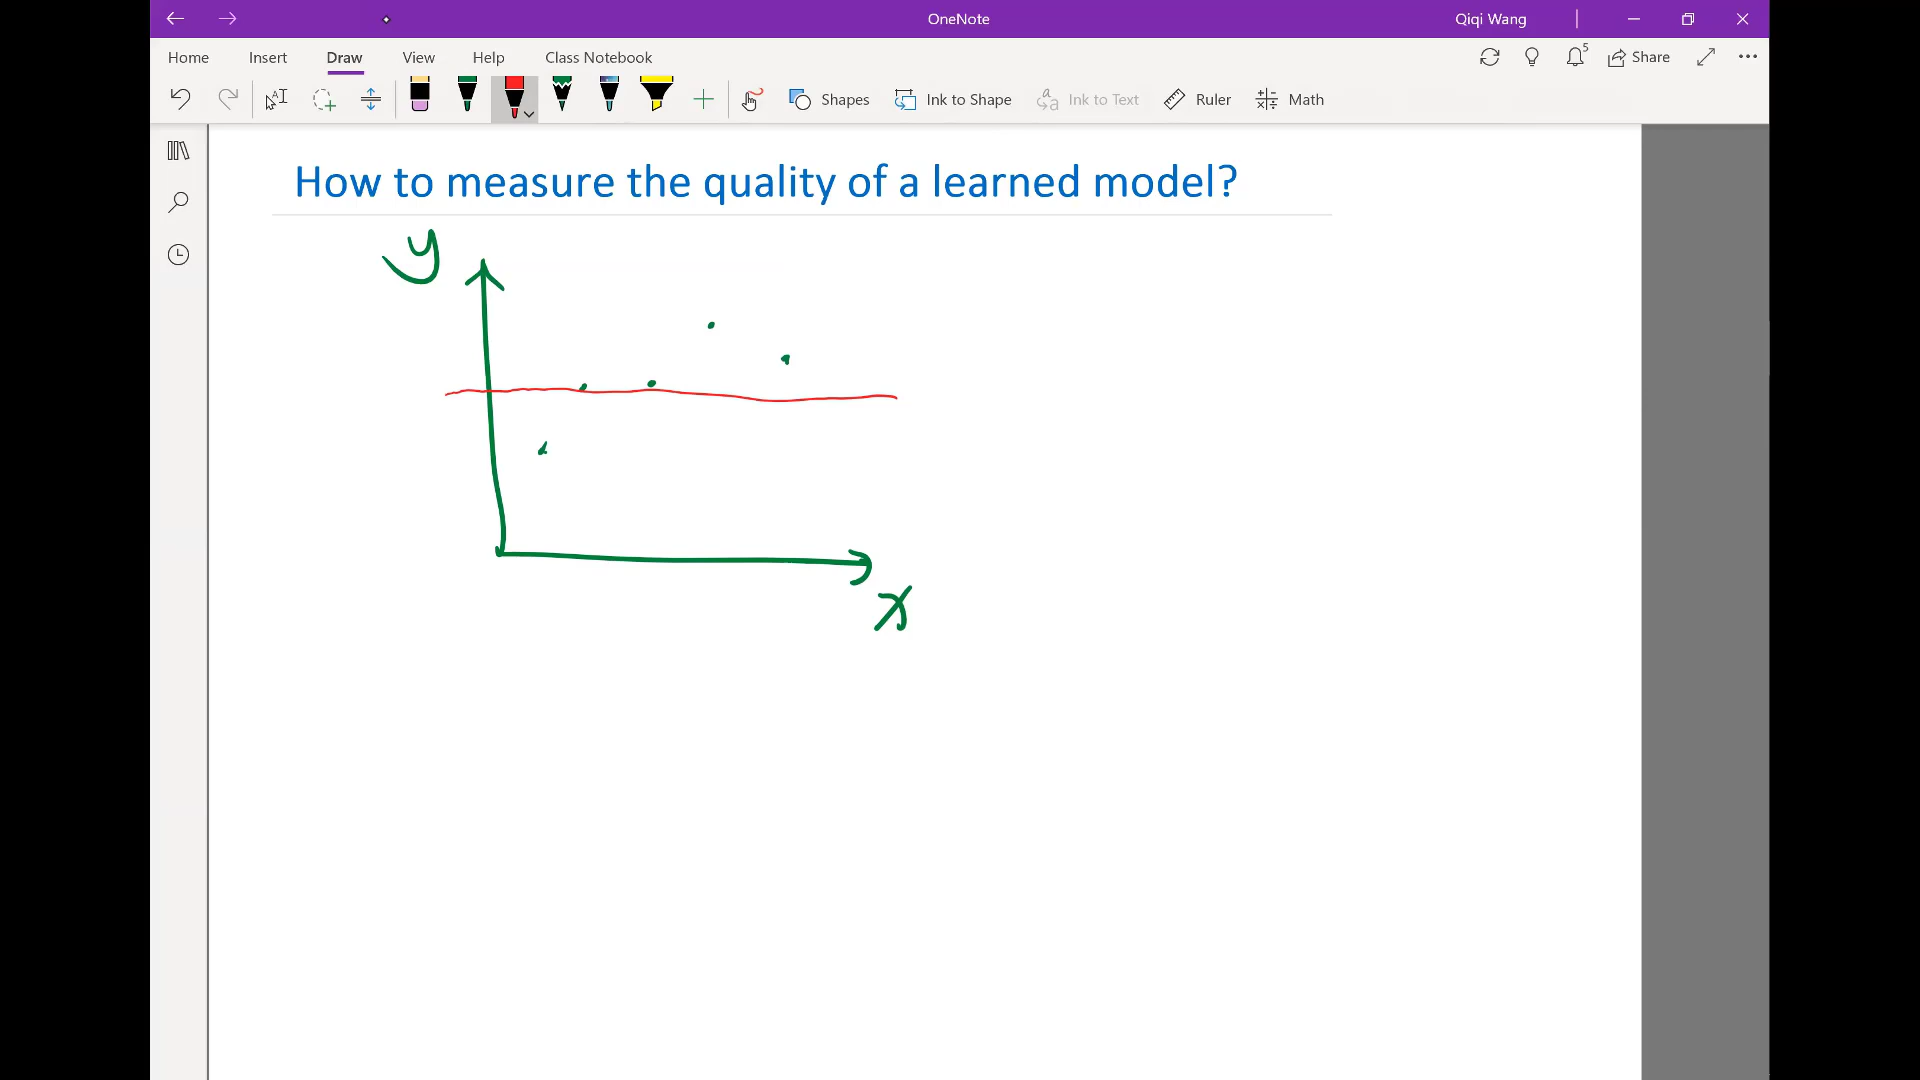 OneNote
Qiqi Wang
Home Insert Draw View Help Class Notebook
5
Share
Shapes Ink to Shape Ink to Text Ruler Math
How to measure the quality of a learned model?
y
x